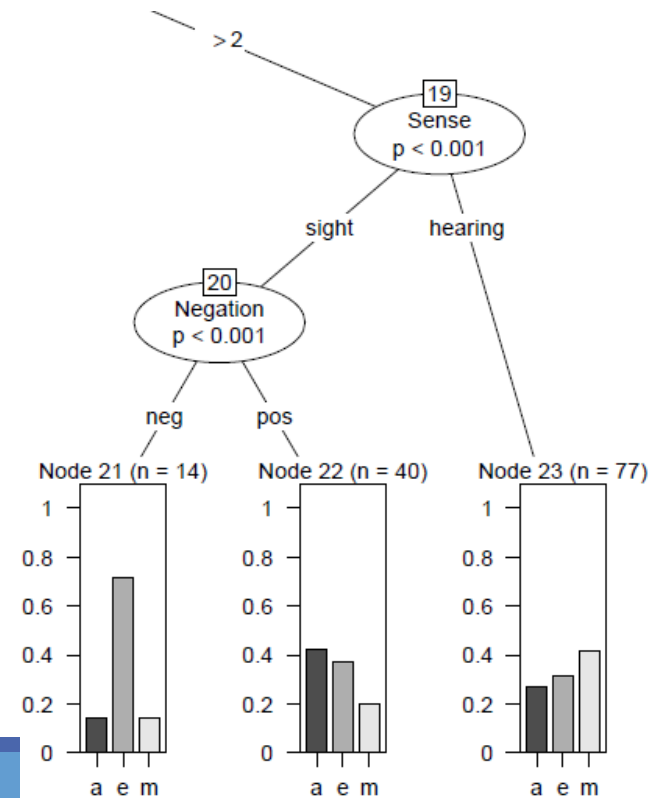 >2
19
Sense
p < 0.001
sight
hearing
20
Negation
p < 0.001
neg
pos
Node 21 (n = 14)
Node 22 (n = 40)
Node 23 (n = 77)
1
0.8
0.6
0.4
0.2
0
a e m
1
0.8
0.6
0.4
0.2
0
a e m
1
0.8
0.6
0.4
0.2
0
a e m